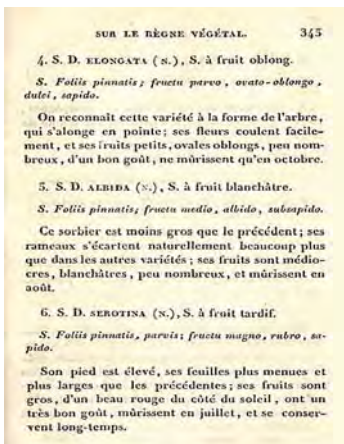 SUR LE RÈGNE VÉGÉTAL. 345
4. S. D. ELONGATA (N.), S. à fruit oblong.
S. Foliis pinnatis; fructu parvo, ovato-oblongo,
dulci, sapido.
On reconnaît cette variété à la forme de l'arbre,
qui s'alonge en pointe; ses fleurs coulent facile-
ment, et ses fruits petits, ovales oblongs, peu nom-
breux, d'un bon goût, ne mûrissent qu'en octobre.
5. S. D. ALBIDA (N.), S. à fruit blanchâtre.
S. Foliis pinnatis; fructu medio, albido, subsapido.
Ce sorbier est moins gros que le précédent; ses
rameaux s'écartent naturellement beaucoup plus
que dans les autres variétés; ses fruits sont médio-
cres, blanchâtres, peu nombreux, et mûrissent en
août.
6. S. D. SEROTINA (N.), S. à fruit tardif.
S. Foliis pinnatis, parvis; fructu magno, rubro, sa-
pido.
Son pied est élevé, ses feuilles plus menues et
plus larges que les précédentes; ses fruits sont
gros, d'un beau rouge du côté du soleil, ont un
très bon goût, mûrissent en juillet, et se conser-
vent long-temps.